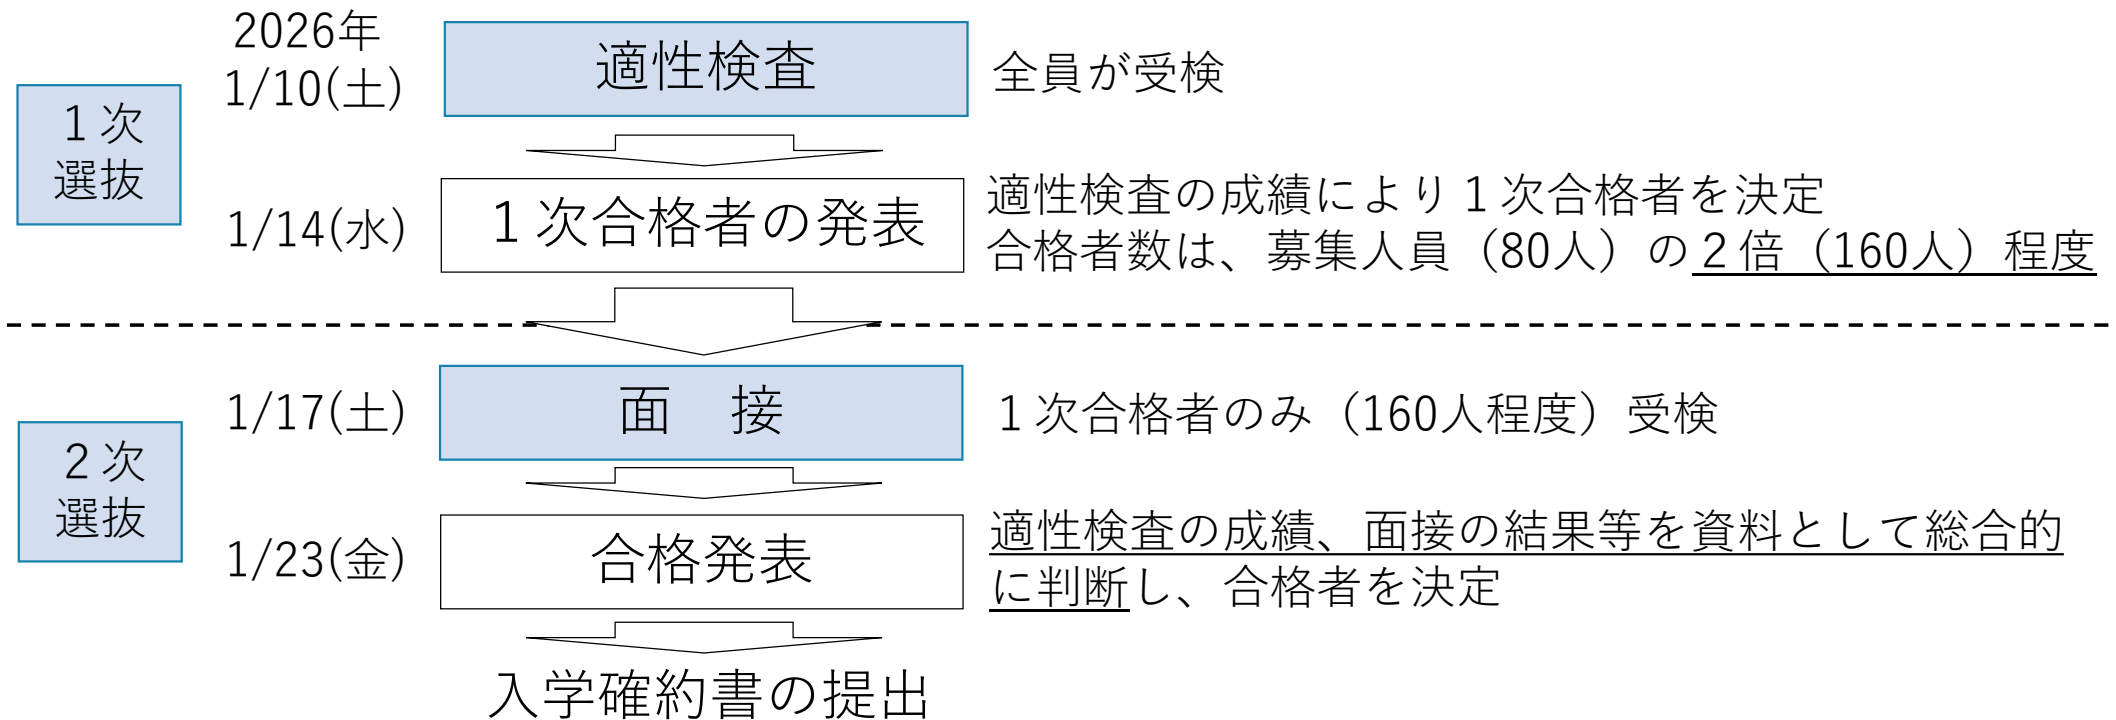 2026年
1/10(土)
適性検査
全員が受検
１次
選抜
1/14(水)
１次合格者の発表
適性検査の成績により１次合格者を決定
合格者数は、募集人員（80人）の２倍（160人）程度
1/17(土)
面　接
１次合格者のみ（160人程度）受検
２次
選抜
1/23(金)
合格発表
適性検査の成績、面接の結果等を資料として総合的
に判断し、合格者を決定
入学確約書の提出